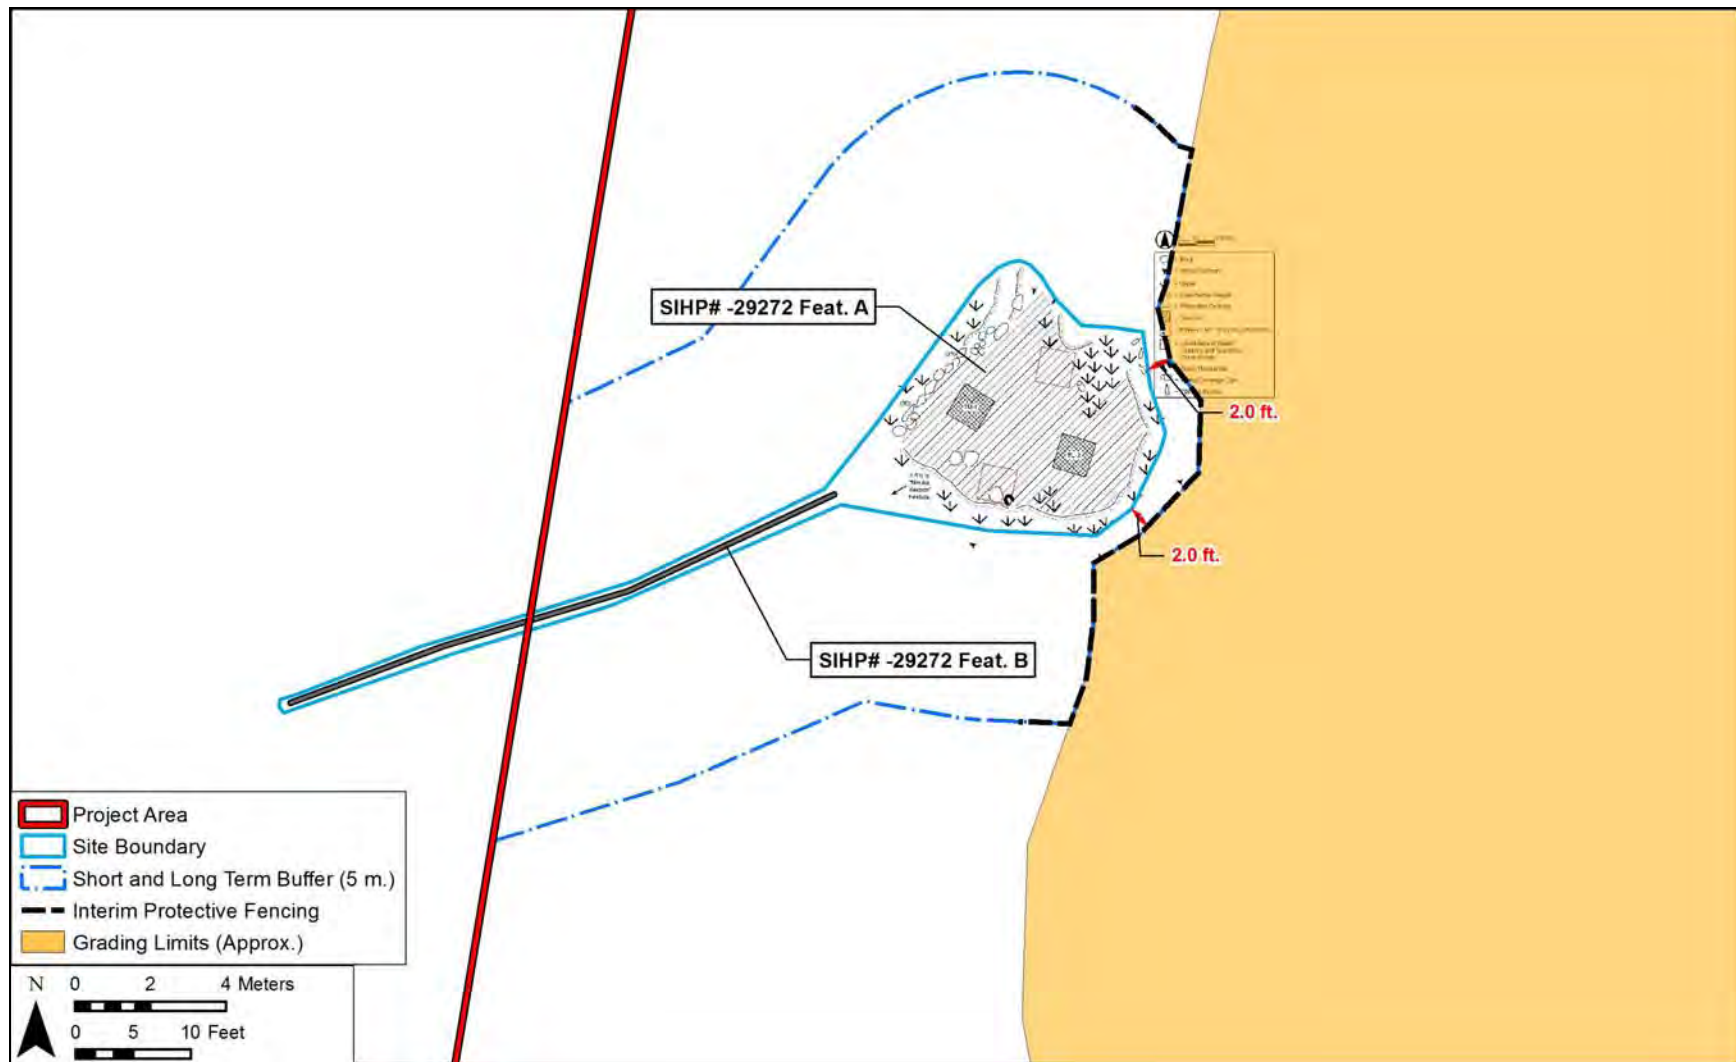 SIHP# -29272 Feat. A
2.0 ft.
2.0 ft.
SIHP# -29272 Feat. B
Project Area
Site Boundary
Short and Long Term Buffer (5 m.)
Interim Protective Fencing
Grading Limits (Approx.)
N 0 2 4 Meters
0 5 10 Feet